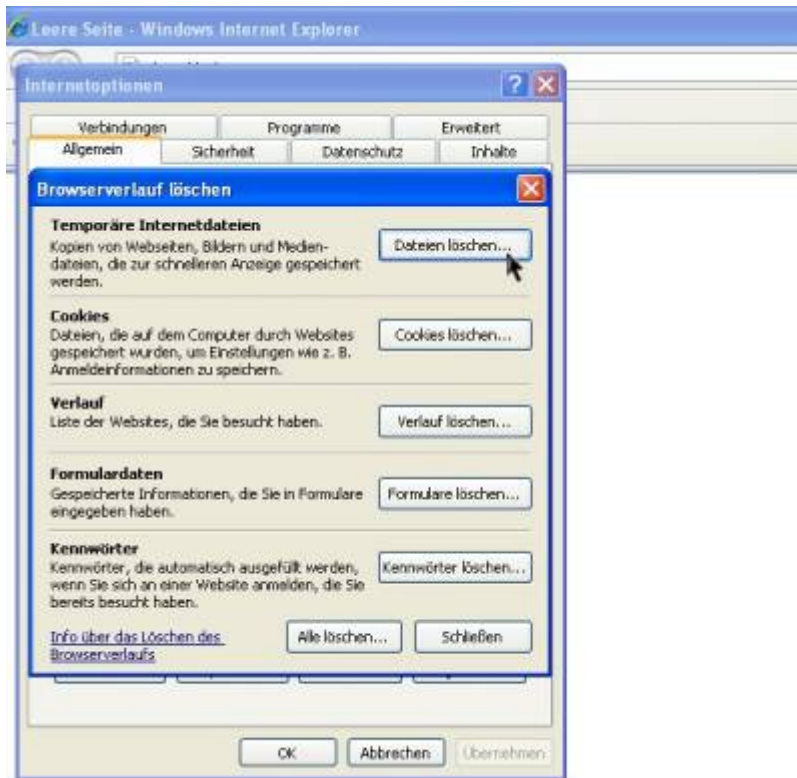 Leere Seite - Windows Internet Explorer
Internetoptionen
Verbindungen Programme Erweitert
Allgemein Sicherheit Datenschutz Inhalte
Browserverlauf löschen
Temporäre Internetdateien
Kopien von Webseiten, Bildern und Medien-
dateien, die zur schnelleren Anzeige gespeichert
werden.
Dateien löschen...
Cookies
Dateien, die auf dem Computer durch Websites
gespeichert wurden, um Einstellungen wie z. B.
Anmeldeinformationen zu speichern.
Cookies löschen...
Verlauf
Liste der Websites, die Sie besucht haben.
Verlauf löschen...
Formulardaten
Gespeicherte Informationen, die Sie in Formulare
eingegeben haben.
Formulare löschen...
Kennwörter
Kennwörter, die automatisch ausgefüllt werden,
wenn Sie sich an einer Website anmelden, die Sie
bereits besucht haben.
Kennwörter löschen...
Info über das Löschen des
Browserverlaufs
Alle löschen... Schließen
OK Abbrechen Übernehmen